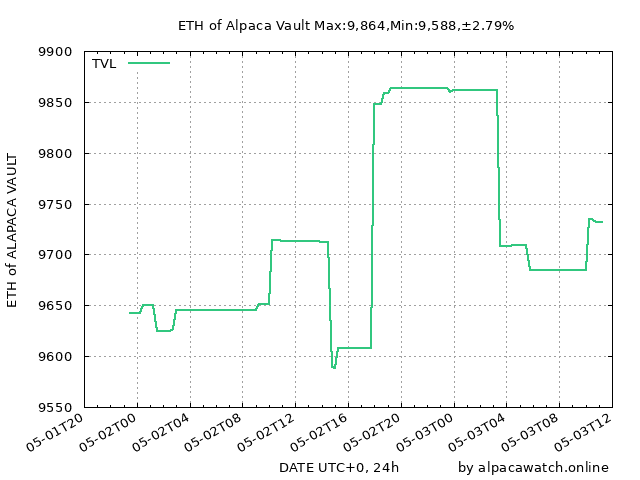 ETH of Alpaca Vault Max:9,864,Min:9,588,±2.79%
TVL
9900
9850
9800
9750
9700
9650
9600
9550
ETH of ALAPACA VAULT
05-01T20
05-02T00
05-02T04
05-02T08
05-02T12
05-02T16
05-02T20
05-03T00
05-03T04
05-03T08
05-03T12
DATE UTC+0, 24h
by alpacawatch.online